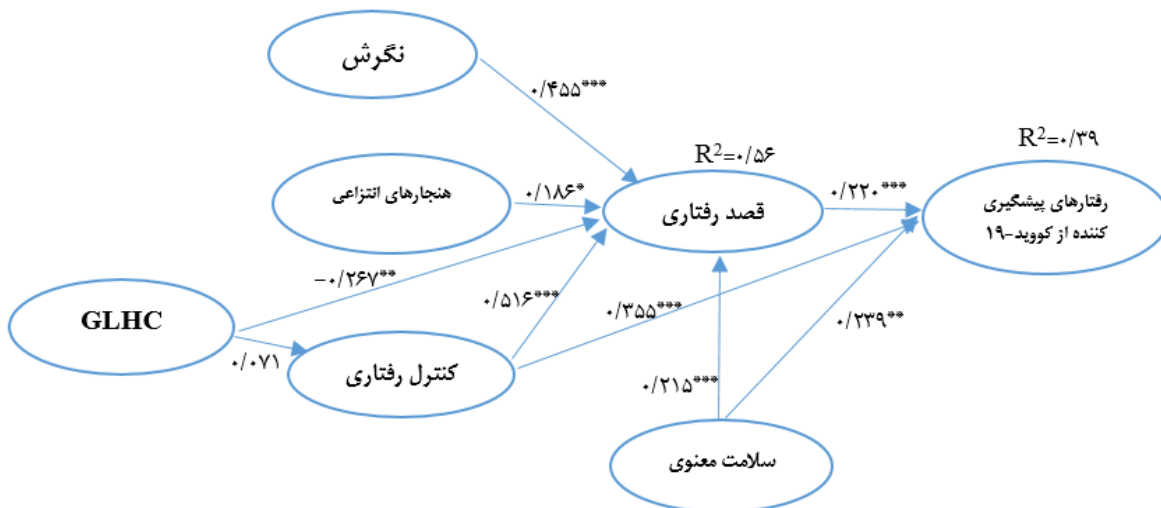 نگرش
۰/۴۵۵***
R²=۰/۵۶
R²=۰/۳۹
هنجارهای انتزاعی
۰/۱۸۶*
قصد رفتاری
۰/۲۲۰***
رفتارهای پیشگیری
کننده از کووید-۱۹
-۰/۲۶۷**
GLHC
۰/۵۱۶***
۰/۳۵۵***
۰/۲۳۹**
۰/۰۷۱
کنترل رفتاری
۰/۲۱۵***
سلامت معنوی